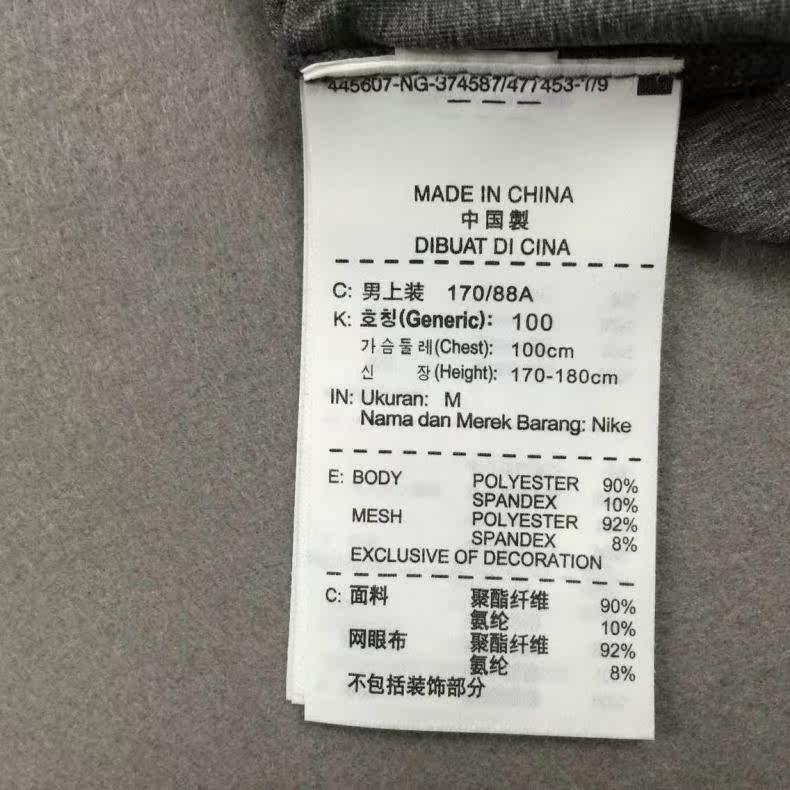 445607-NG-374587/477453-1/9
MADE IN CHINA
中国製
DIBUAT DI CINA
C: 男上装 170/88A
K: 호칭(Generic): 100
가슴둘레(Chest): 100cm
신 장(Height): 170-180cm
IN: Ukuran: M
Nama dan Merek Barang: Nike
E: BODY POLYESTER 90%
SPANDEX 10%
MESH POLYESTER 92%
SPANDEX 8%
EXCLUSIVE OF DECORATION
C: 面料 聚酯纤维 90%
氨纶 10%
网眼布 聚酯纤维 92%
氨纶 8%
不包括装饰部分